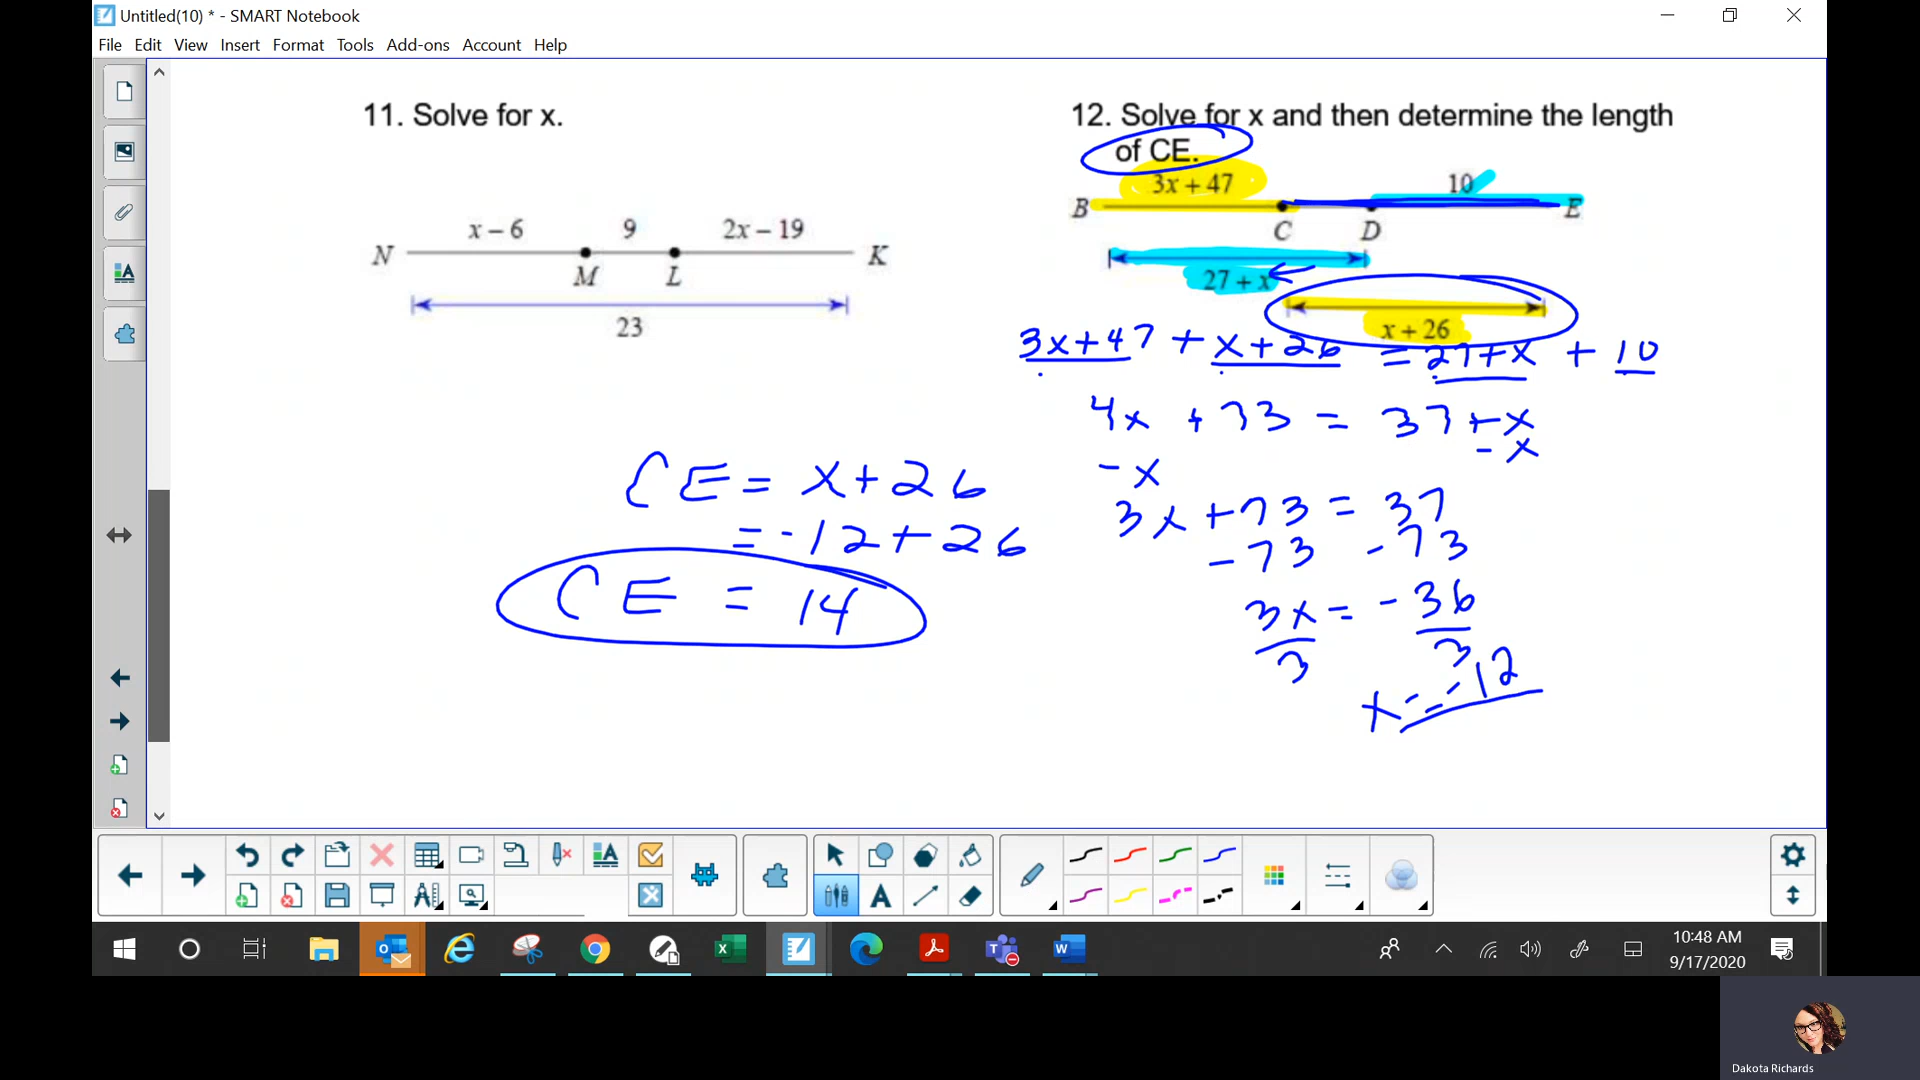 Untitled(10) * - SMART Notebook
File Edit View Insert Format Tools Add-ons Account Help
11. Solve for x.
x – 6 9 2x – 19
N M L K
23
12. Solve for x and then determine the length
of CE.
3x + 47 10
B C D E
27 + x
x + 26
3x+47 + x+26 = 27+x + 10
4x + 73 = 37 + x
-x -x
3x + 73 = 37
-73 -73
3x = -36
3 3
x = -12
CE = x+26
= -12+26
CE = 14
10:48 AM
9/17/2020
Dakota Richards